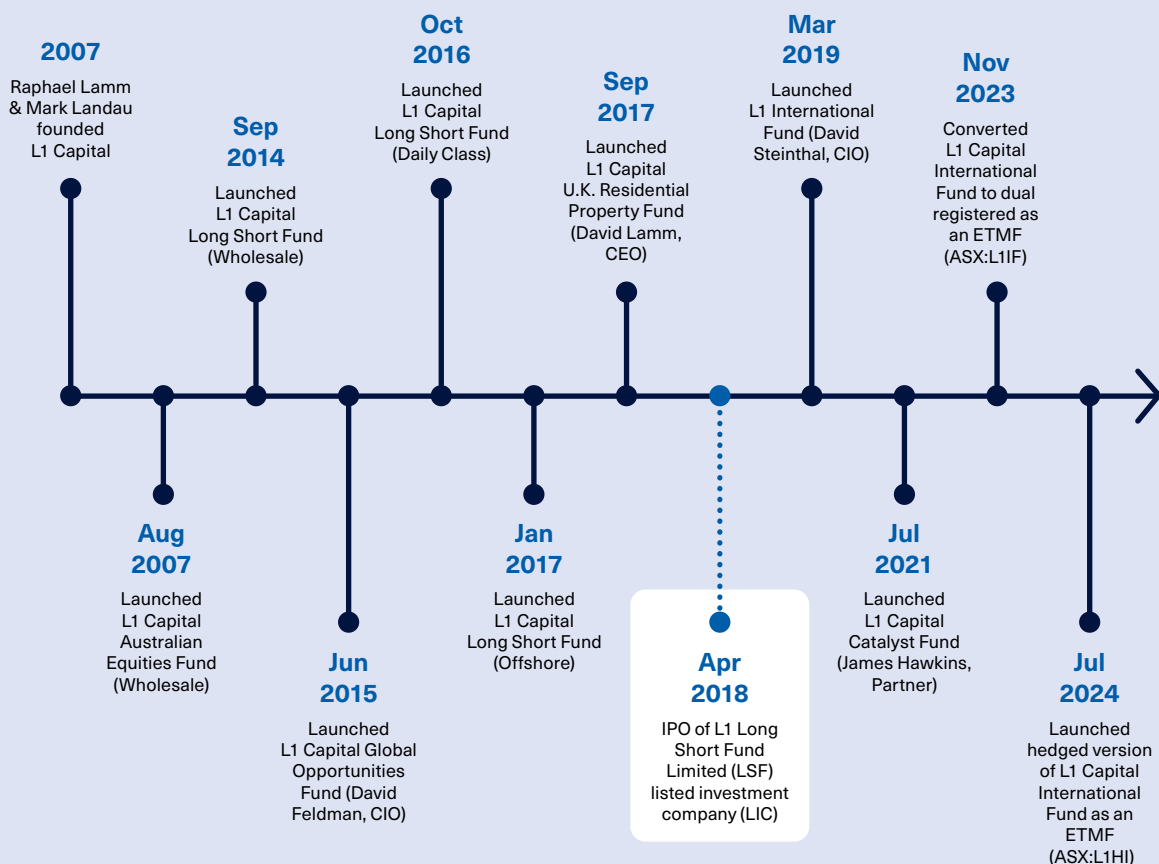 2007
Raphael Lamm
& Mark Landau
founded
L1 Capital
Aug
2007
Launched
L1 Capital
Australian
Equities Fund
(Wholesale)
Sep
2014
Launched
L1 Capital
Long Short Fund
(Wholesale)
Jun
2015
Launched
L1 Capital Global
Opportunities
Fund (David
Feldman, CIO)
Oct
2016
Launched
L1 Capital
Long Short Fund
(Daily Class)
Jan
2017
Launched
L1 Capital
Long Short Fund
(Offshore)
Sep
2017
Launched
L1 Capital
U.K. Residential
Property Fund
(David Lamm,
CEO)
Apr
2018
IPO of L1 Long
Short Fund
Limited (LSF)
listed investment
company (LIC)
Mar
2019
Launched
L1 International
Fund (David
Steinthal, CIO)
Jul
2021
Launched
L1 Capital
Catalyst Fund
(James Hawkins,
Partner)
Nov
2023
Converted
L1 Capital
International
Fund to dual
registered as
an ETMF
(ASX:L1IF)
Jul
2024
Launched
hedged version
of L1 Capital
International
Fund as an
ETMF
(ASX:L1HI)